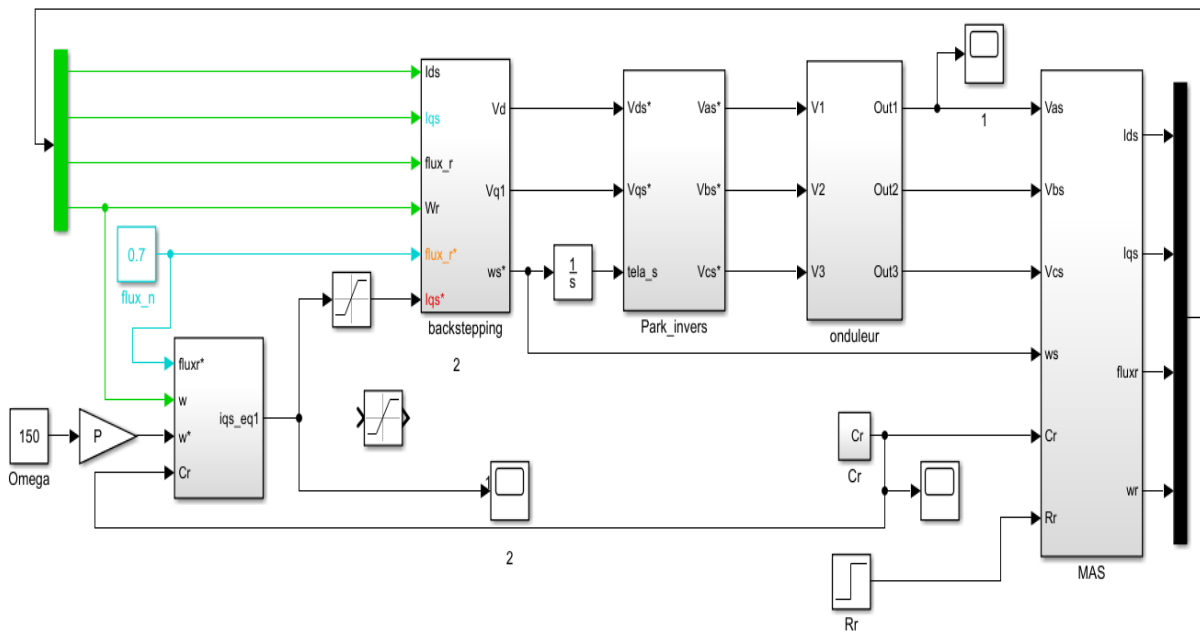 Ids
Iqs
flux_r
Wr
flux_r*
Iqs*
Vd
Vq1
ws*
backstepping
2
0.7
flux_n
1
s
Vds*
Vqs*
tela_s
Vas*
Vbs*
Vcs*
Park_invers
V1
V2
V3
Out1
Out2
Out3
onduleur
1
Vas
Vbs
Vcs
ws
Cr
Rr
Ids
Iqs
fluxr
wr
MAS
fluxr*
w
w*
Cr
iqs_eq1
150
Omega
P
1
2
Cr
Cr
Rr